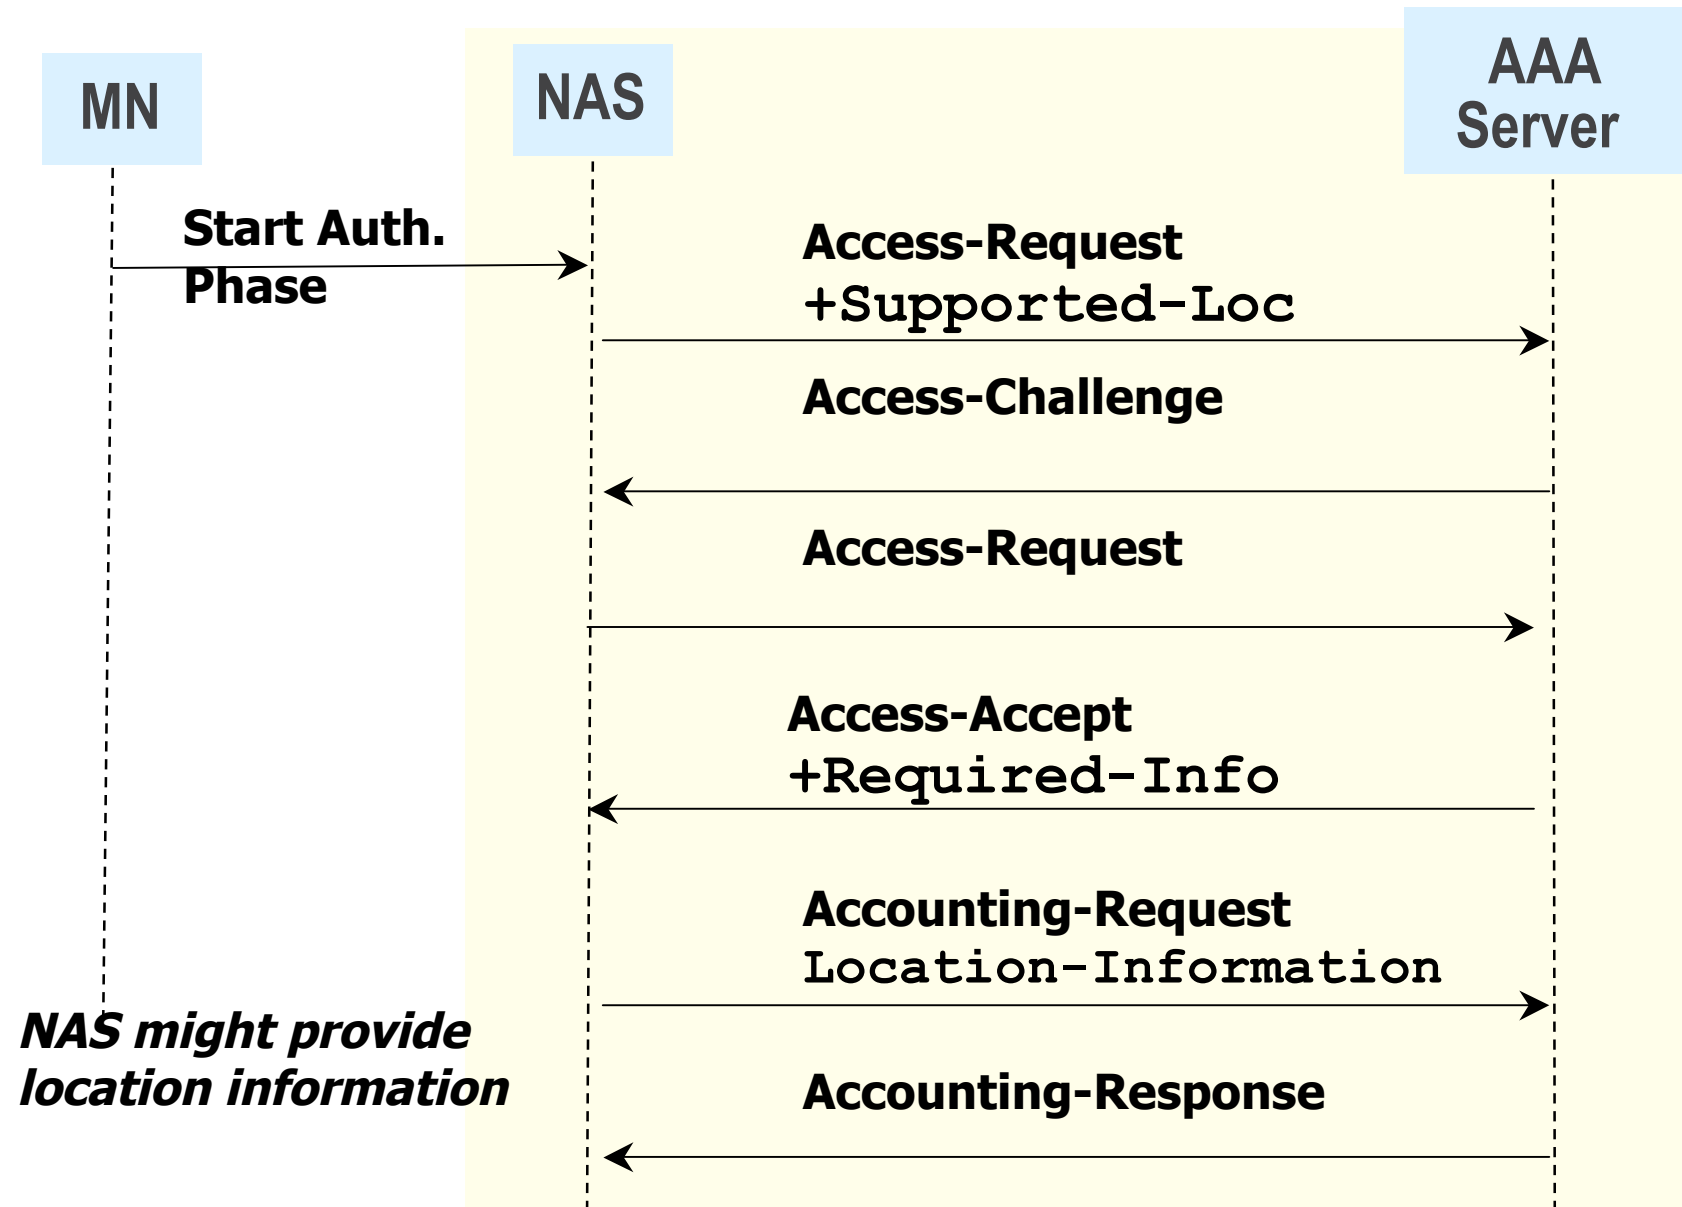 MN
NAS
AAA
Server
Start Auth.
Phase
Access-Request
+Supported-Loc
Access-Challenge
Access-Request
Access-Accept
+Required-Info
Accounting-Request
Location-Information
NAS might provide
location information
Accounting-Response